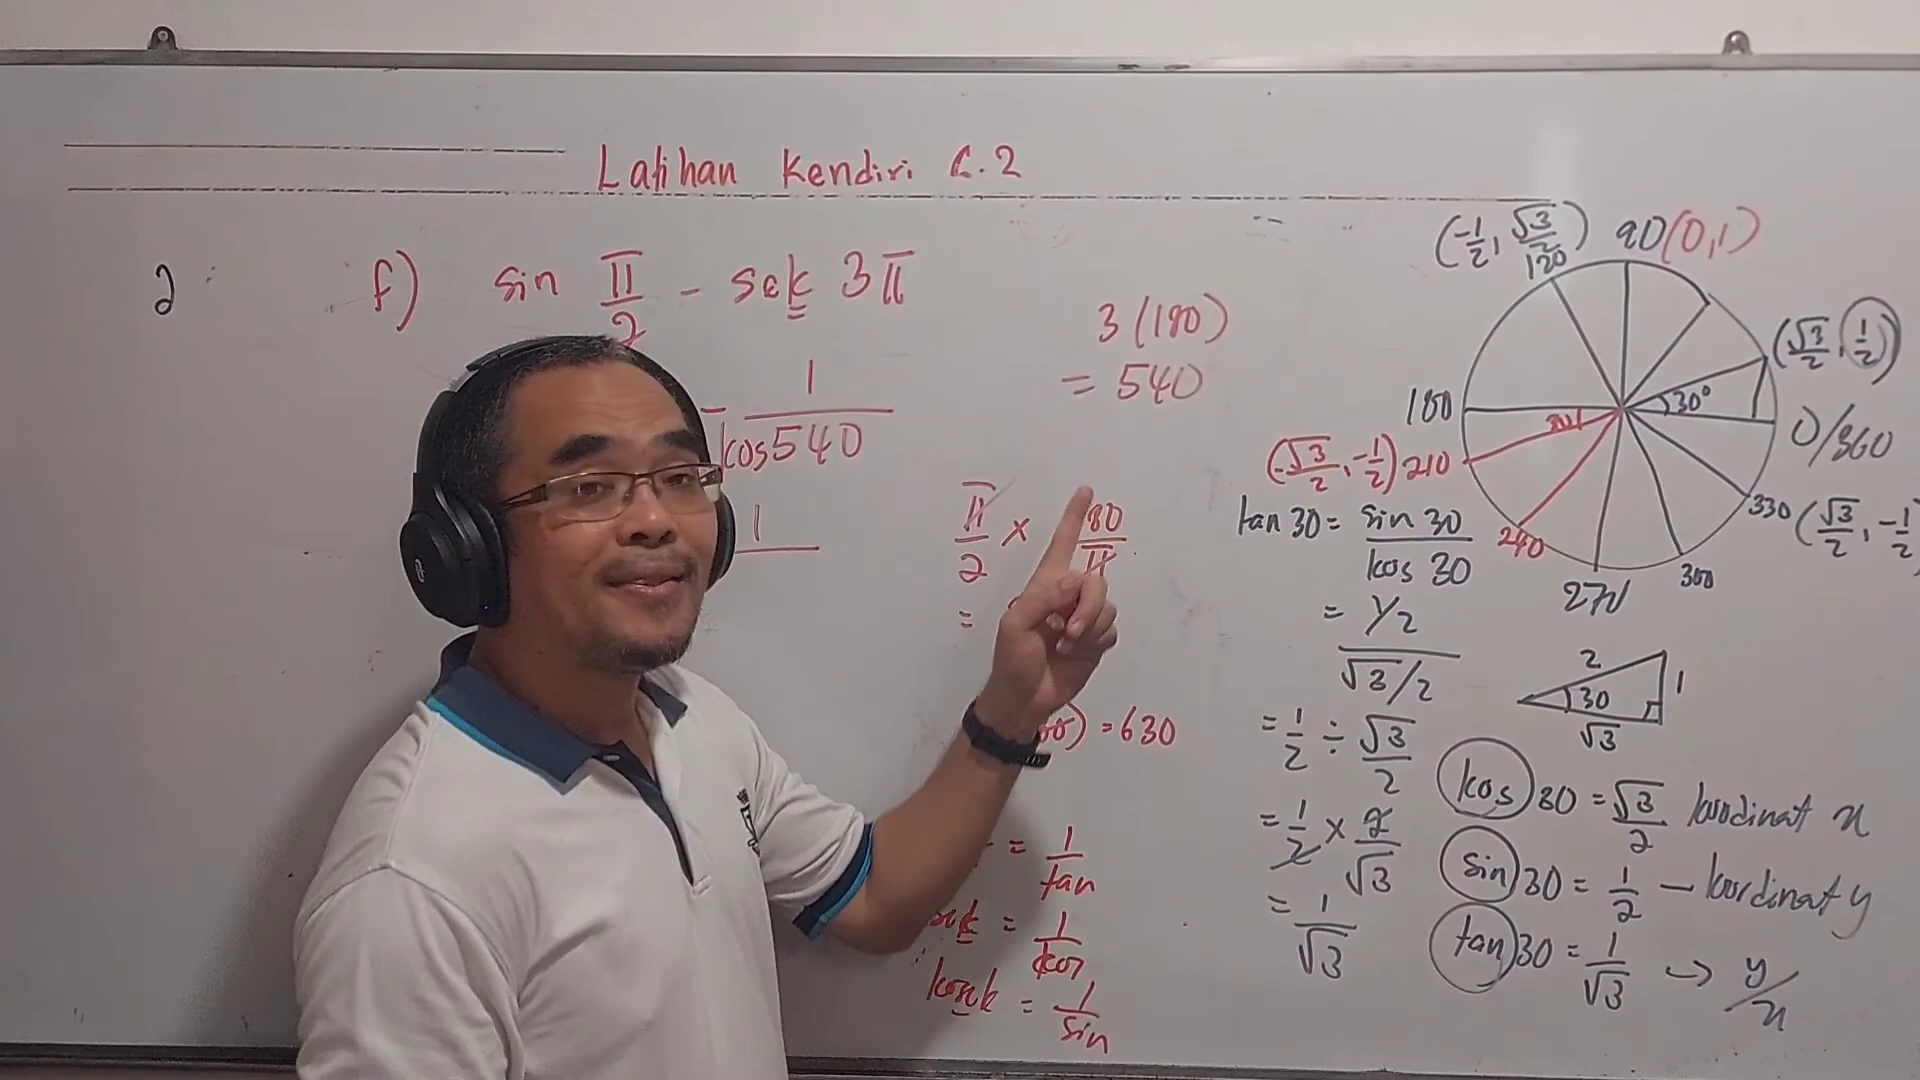 Latihan Kendiri 6.2
2 f) sin π/2 - sek 3π
- 1/kos540
1
3(180)
= 540
π/2 × 80/π
=
= 630
= 1/tan
sek = 1/kos
kosek = 1/sin
(-1/2, √3/2) 120
90 (0,1)
(√3/2, 1/2)
30°
180
0/360
(-√3/2, -1/2) 210
240
270
300
330 (√3/2, -1/2)
tan 30 = sin 30/kos 30
= 1/2/√3/2
= 1/2 ÷ √3/2
= 1/2 × 2/√3
= 1/√3
2 1
30
√3
kos 30 = √3/2 koordinat x
sin 30 = 1/2 — koordinat y
tan 30 = 1/√3 → y/x